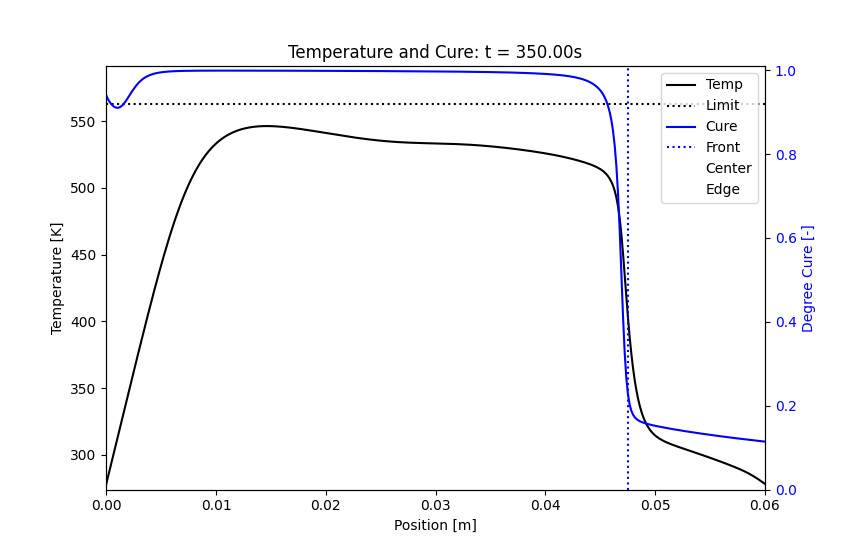 Temperature and Cure: t = 350.00s
Temp
Limit
Cure
Front
Center
Edge
Temperature [K]
550
500
450
400
350
300
Degree Cure [-]
1.0
0.8
0.6
0.4
0.2
0.0
0.00 0.01 0.02 0.03 0.04 0.05 0.06
Position [m]